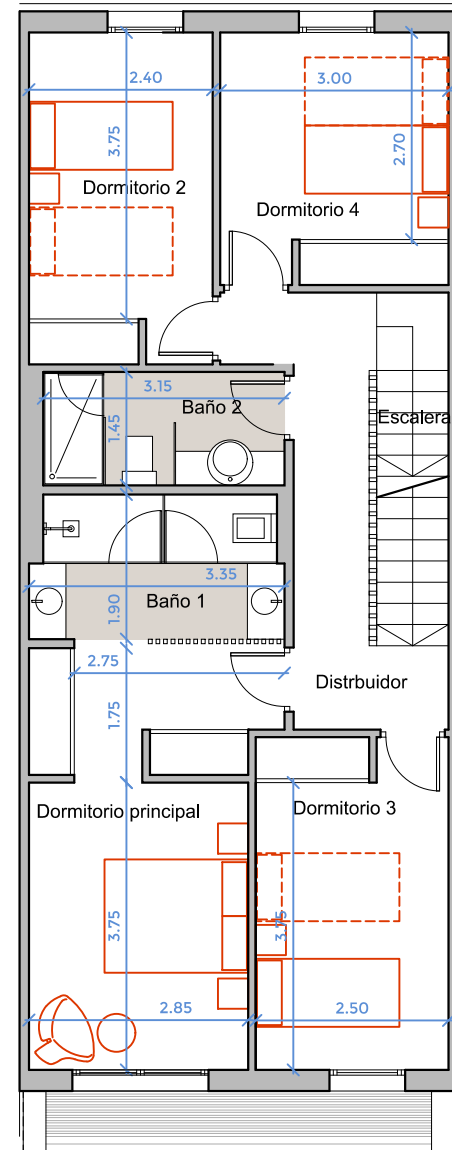 2.40
3.00
3.75
2.70
Dormitorio 2
Dormitorio 4
3.15
Baño 2
1.45
Escalera
3.35
Baño 1
1.90
2.75
Distrbuidor
1.75
Dormitorio principal
Dormitorio 3
3.75
3.75
2.85
2.50